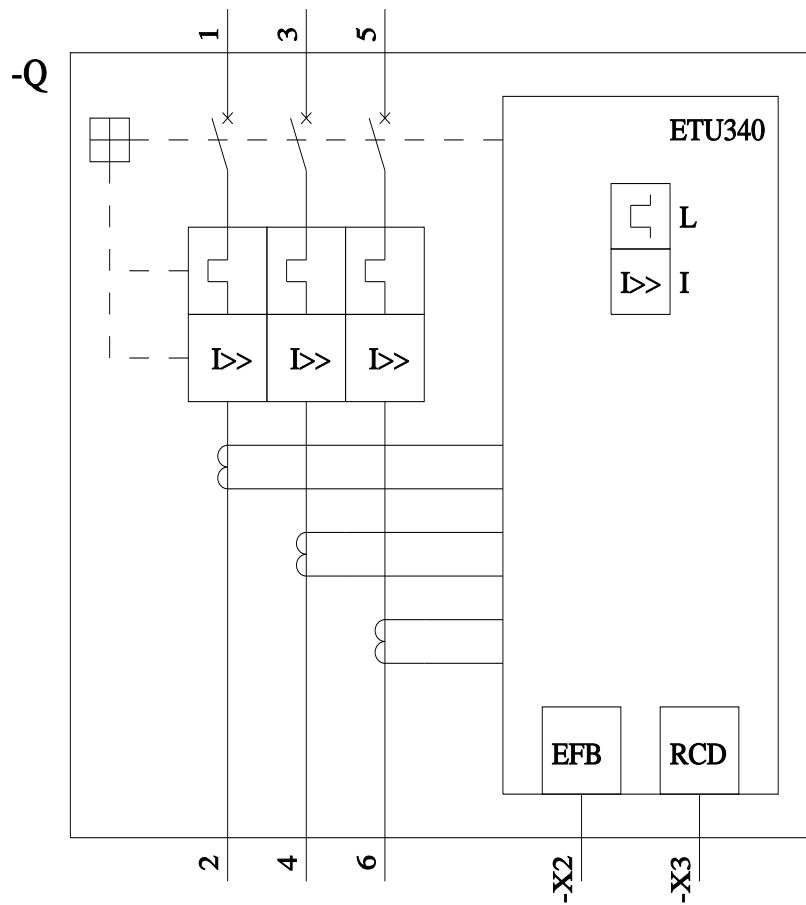 1 3 5
-Q
ETU340
L
I>> I
I>> I>> I>>
EFB RCD
2 4 6 -X2 -X3